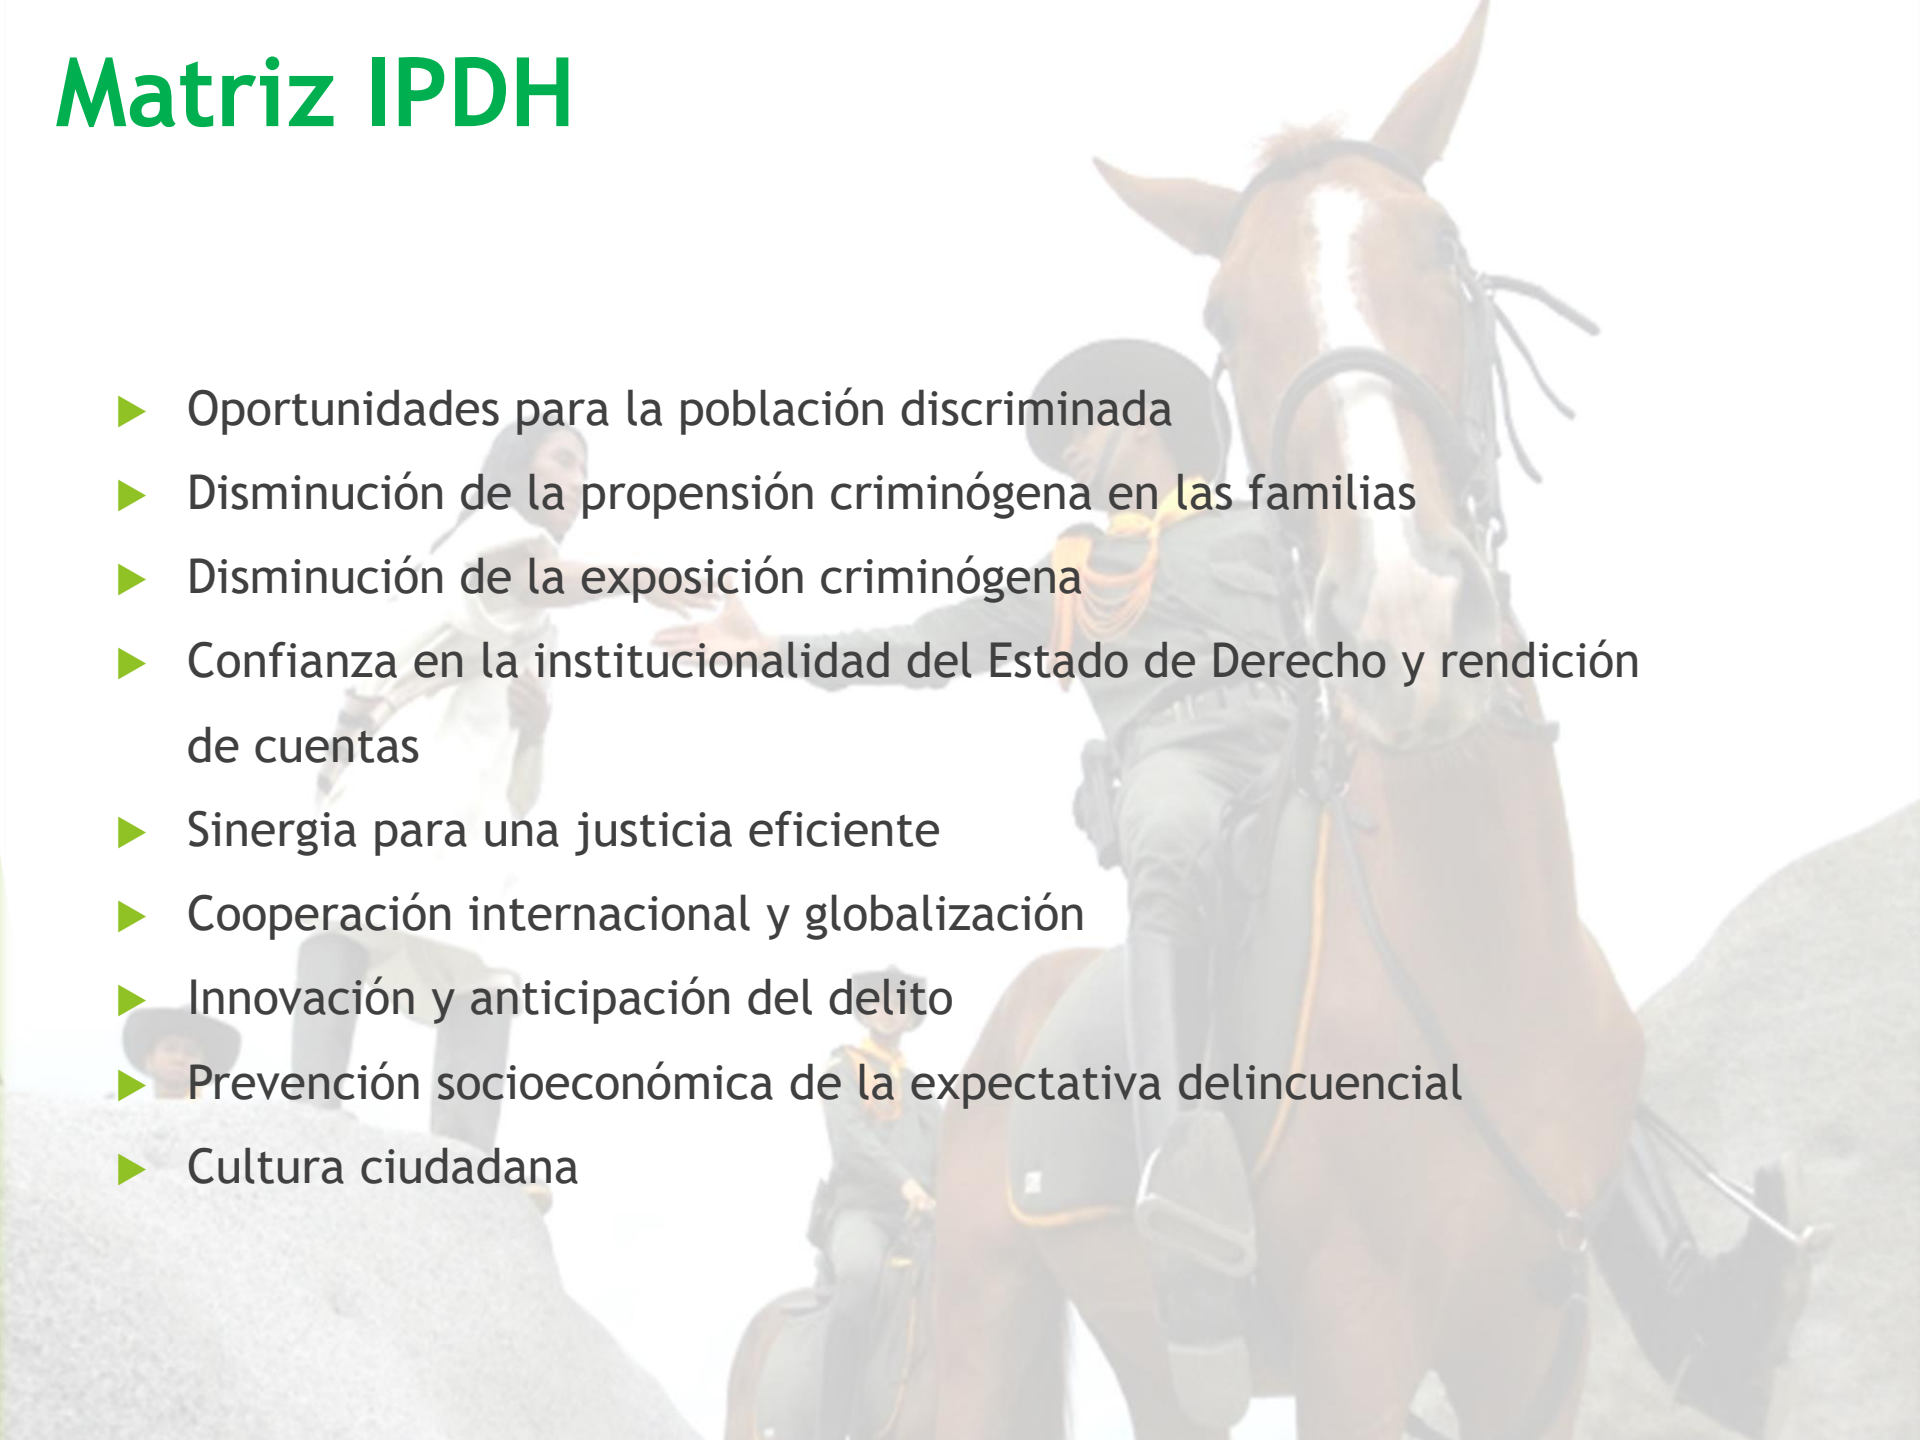 Matriz IPDH
Oportunidades para la población discriminada
Disminución de la propensión criminógena en las familias
Disminución de la exposición criminógena
Confianza en la institucionalidad del Estado de Derecho y rendición
de cuentas
Sinergia para una justicia eficiente
Cooperación internacional y globalización
Innovación y anticipación del delito
Prevención socioeconómica de la expectativa delincuencial
Cultura ciudadana